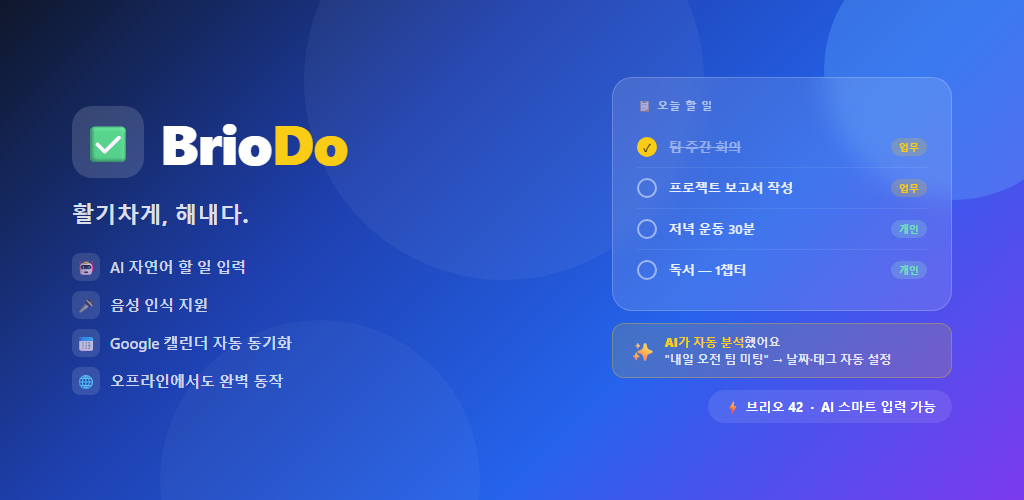 BrioDo
활기차게, 해내다.
AI 자연어 할 일 입력
음성 인식 지원
Google 캘린더 자동 동기화
오프라인에서도 완벽 동작
오늘 할 일
팀 주간 회의 업무
프로젝트 보고서 작성 업무
저녁 운동 30분 개인
독서 — 1챕터 개인
AI가 자동 분석했어요
"내일 오전 팀 미팅" → 날짜·태그 자동 설정
브리오 42 · AI 스마트 입력 가능